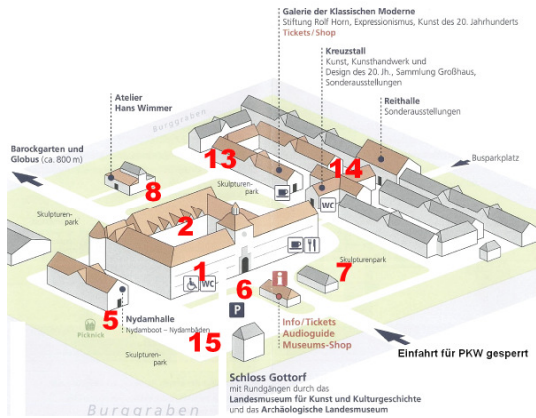 Galerie der Klassischen Moderne
Stiftung Rolf Horn, Expressionismus, Kunst des 20. Jahrhunderts
Tickets/Shop
Kreuzstall
Kunst, Kunsthandwerk und
Design des 20. Jh., Sammlung Großhaus,
Sonderausstellungen
Atelier
Hans Wimmer
Reithalle
Sonderausstellungen
Burggraben
Barockgarten und
Globus (ca. 800 m)
13
14
Busparkplatz
8
Skulpturen-
park
WC
Skulpturen-
park
2
1
WC
6
7
Skulpturenpark
P
i
5
Nydamhalle
Nydamboot – Nydambäden
Picknick
Info/Tickets
Audioguide
Museums-Shop
15
Skulpturen-
park
Einfahrt für PKW gesperrt
Schloss Gottorf
mit Rundgängen durch das
Landesmuseum für Kunst und Kulturgeschichte
und das Archäologische Landesmuseum
Burggraben